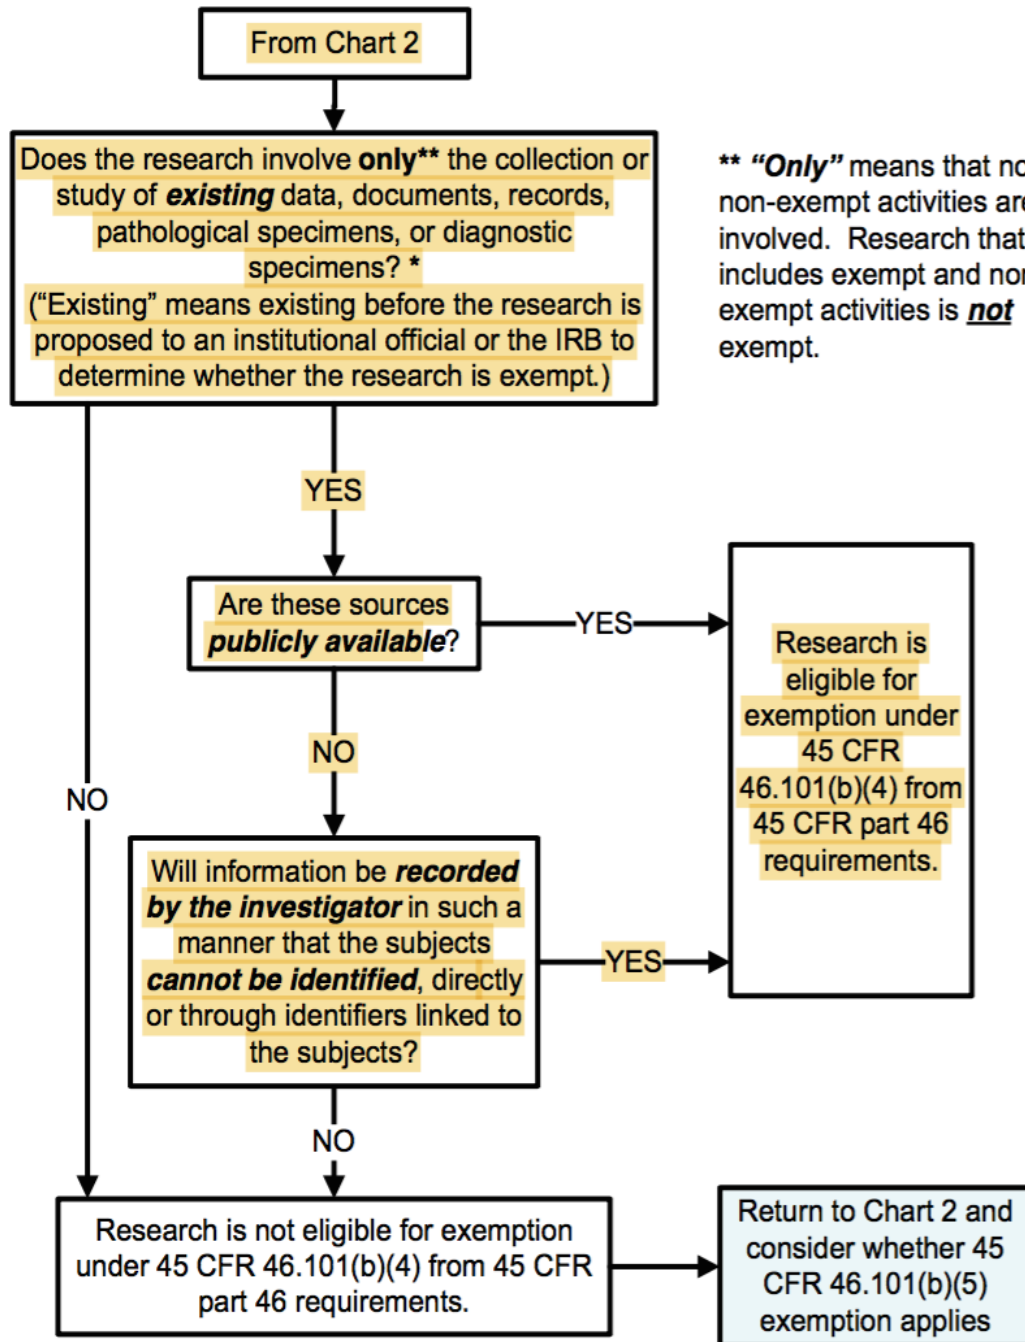 From Chart 2
Does the research involve only** the collection or
study of existing data, documents, records,
pathological specimens, or diagnostic
specimens? *
(“Existing” means existing before the research is
proposed to an institutional official or the IRB to
determine whether the research is exempt.)
** “Only” means that no
non-exempt activities are
involved. Research that
includes exempt and non
exempt activities is not
exempt.
YES
Are these sources
publicly available?
YES
Research is
eligible for
exemption under
45 CFR
46.101(b)(4) from
45 CFR part 46
requirements.
NO
NO
Will information be recorded
by the investigator in such a
manner that the subjects
cannot be identified, directly
or through identifiers linked to
the subjects?
YES
NO
Research is not eligible for exemption
under 45 CFR 46.101(b)(4) from 45 CFR
part 46 requirements.
Return to Chart 2 and
consider whether 45
CFR 46.101(b)(5)
exemption applies